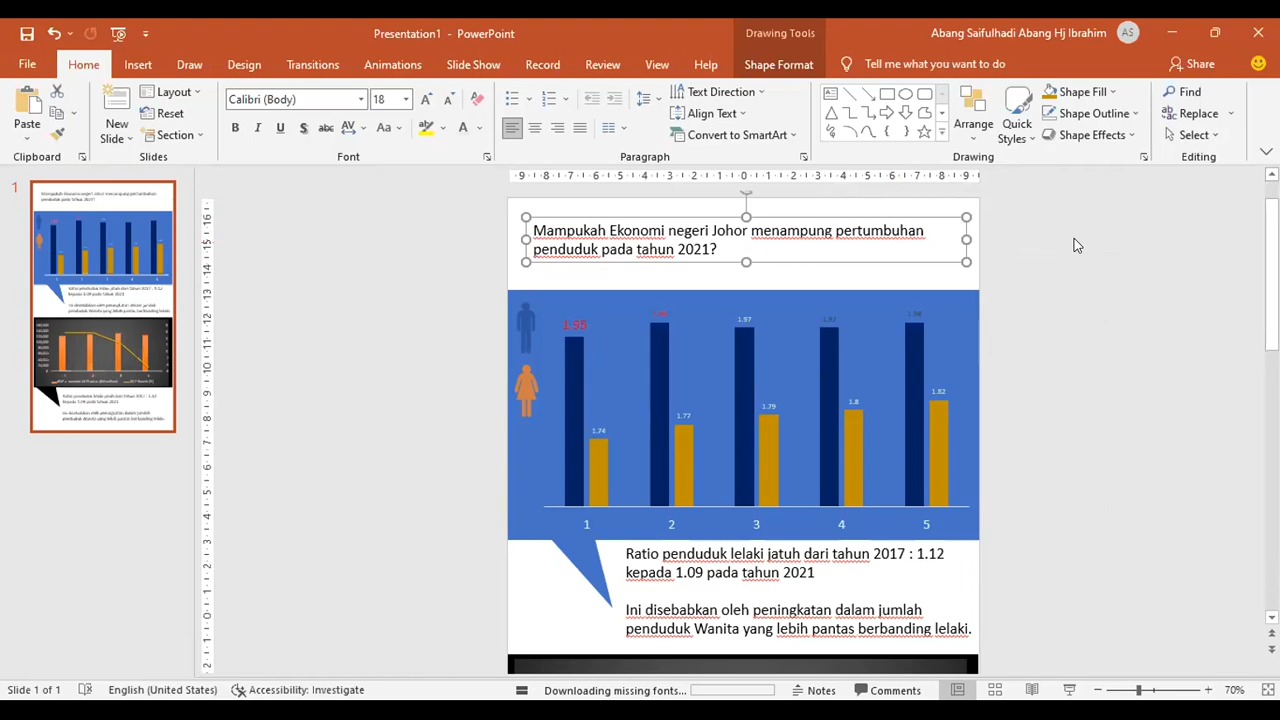 Presentation1 - PowerPoint
Drawing Tools
Abang Saifulhadi Abang Hj Ibrahim
AS
File
Home
Insert
Draw
Design
Transitions
Animations
Slide Show
Record
Review
View
Help
Shape Format
Tell me what you want to do
Share
Paste
Clipboard
New
Slide
Layout
Reset
Section
Slides
Calibri (Body)
18
Font
Text Direction
Align Text
Convert to SmartArt
Paragraph
Arrange
Quick
Styles
Shape Fill
Shape Outline
Shape Effects
Drawing
Find
Replace
Select
Editing
1
Mampukah Ekonomi negeri Johor menampung pertumbuhan
penduduk pada tahun 2021?
1.95
1.97
1.74
1.77
1.79
1.8
1.82
1 2 3 4 5
Ratio penduduk lelaki jatuh dari tahun 2017 : 1.12
kepada 1.09 pada tahun 2021
Ini disebabkan oleh peningkatan dalam jumlah
penduduk Wanita yang lebih pantas berbanding lelaki.
Slide 1 of 1
English (United States)
Accessibility: Investigate
Downloading missing fonts...
Notes
Comments
70%